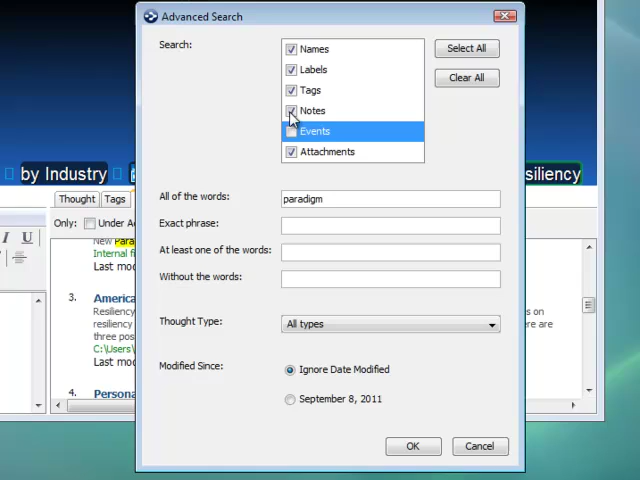 Advanced Search
Search:
Names
Labels
Tags
Notes
Events
Attachments
Select All
Clear All
by Industry
siliency
Thought
Tags
All of the words:
paradigm
Only:
Under A
Exact phrase:
I U
New Para
Internal fi
At least one of the words:
Last mod
Without the words:
3.
America
Resiliency
s on
resiliency
ere are
three pos
C:\Users\
Last mod
Thought Type:
All types
Modified Since:
Ignore Date Modified
4.
Persona
September 8, 2011
OK
Cancel